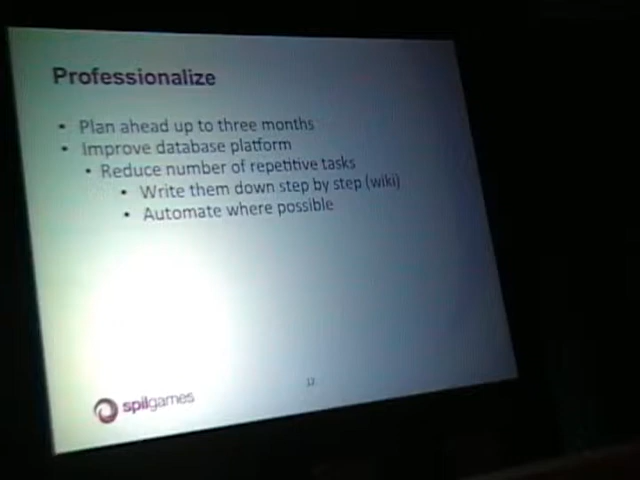 Professionalize
• Plan ahead up to three months
• Improve database platform
• Reduce number of repetitive tasks
• Write them down step by step (wiki)
• Automate where possible
spilgames